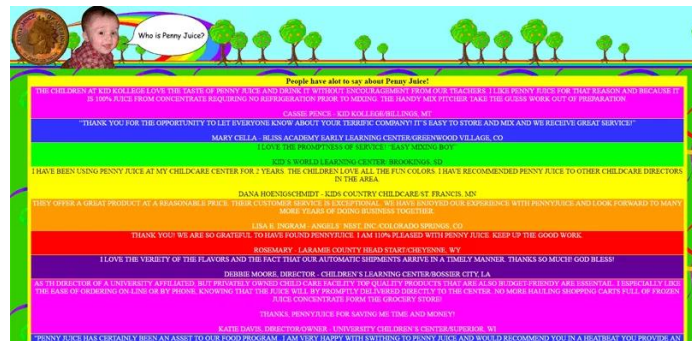 Who is Penny Juice?
People have alot to say about Penny Juice!
THE CHILDREN AT KID KOLLEGE LOVE THE TASTE OF PENNY JUICE AND DRINK IT WITHOUT ENCOURAGEMENT FROM OUR TEACHERS. I LIKE PENNY JUICE FOR THAT REASON AND BECAUSE IT
IS 100% JUICE FROM CONCENTRATE REQUIRING NO REFRIGERATION PRIOR TO MIXING. THE HANDY MIX PITCHER TAKE THE GUESS WORK OUT OF PREPARATION.
CASSIE PENCE - KID KOLLEGE/BILLINGS, MT
"THANK YOU FOR THE OPPORTUNITY TO LET EVERYONE KNOW ABOUT YOUR TERRIFIC COMPANY! IT'S EASY TO STORE AND MIX AND WE RECEIVE GREAT SERVICE!"
MARY CELLA - BLISS ACADEMY EARLY LEARNING CENTER/GREENWOOD VILLAGE, CO
I LOVE THE PROMPTNESS OF SERVICE! "EASY MIXING BOY"
KID'S WORLD LEARNING CENTER: BROOKINGS, SD
I HAVE BEEN USING PENNY JUICE AT MY CHILDCARE CENTER FOR 2 YEARS. THE CHILDREN LOVE ALL THE FUN COLORS. I HAVE RECOMMENDED PENNY JUICE TO OTHER CHILDCARE DIRECTORS
IN THE AREA.
DANA HOENIGSCHMIDT - KIDS COUNTRY CHILDCARE/ST. FRANCIS, MN
THEY OFFER A GREAT PRODUCT AT A REASONABLE PRICE. THEIR CUSTOMER SERVICE IS EXCEPTIONAL. WE HAVE ENJOYED OUR EXPERIENCE WITH PENNYJUICE AND LOOK FORWARD TO MANY
MORE YEARS OF DOING BUSINESS TOGETHER.
LISA E. INGRAM - ANGELS' NEST, INC./COLORADO SPRINGS, CO
THANK YOU! WE ARE SO GRATEFUL TO HAVE FOUND PENNYJUICE. I AM 110% PLEASED WITH PENNY JUICE. KEEP UP THE GOOD WORK.
ROSEMARY - LARAMIE COUNTY HEAD START/CHEYENNE, WY
I LOVE THE VERIETY OF THE FLAVORS AND THE FACT THAT OUR AUTOMATIC SHIPMENTS ARRIVE IN A TIMELY MANNER. THANKS SO MUCH! GOD BLESS!
DEBBIE MOORE, DIRECTOR - CHILDREN'S LEARNING CENTER/BOSSIER CITY, LA
AS TH DIRECTOR OF A UNIVERSITY AFFILIATED, BUT PRIVATELY OWNED CHILD CARE FACILITY TOP QUALITY PRODUCTS THAT ARE ALSO BUDGET-FRIENDLY ARE ESSENTAIL. I ESPECIALLY LIKE
THE EASE OF ORDERING ON-LINE OR BY PHONE, KNOWING THAT THE JUICE WILL BY PROMPTLY DELIVERED DIRECTLY TO THE CENTER. NO MORE HAULING SHOPPING CARTS FULL OF FROZEN
JUICE CONCENTRATE FORM THE GROCERY STORE!
THANKS, PENNYJUICE FOR SAVING ME TIME AND MONEY!
KATIE DAVIS, DIRECTOR/OWNER - UNIVERSITY CHILDREN'S CENTER/SUPERIOR, WI
"PENNY JUICE HAS CERTAINLY BEEN AN ASSET TO OUR FOOD PROGRAM. I AM VERY HAPPY WITH SWITHING TO PENNY JUICE AND WOULD RECOMMEND YOU IN A HEATBEAT YOU PROVIDE AN